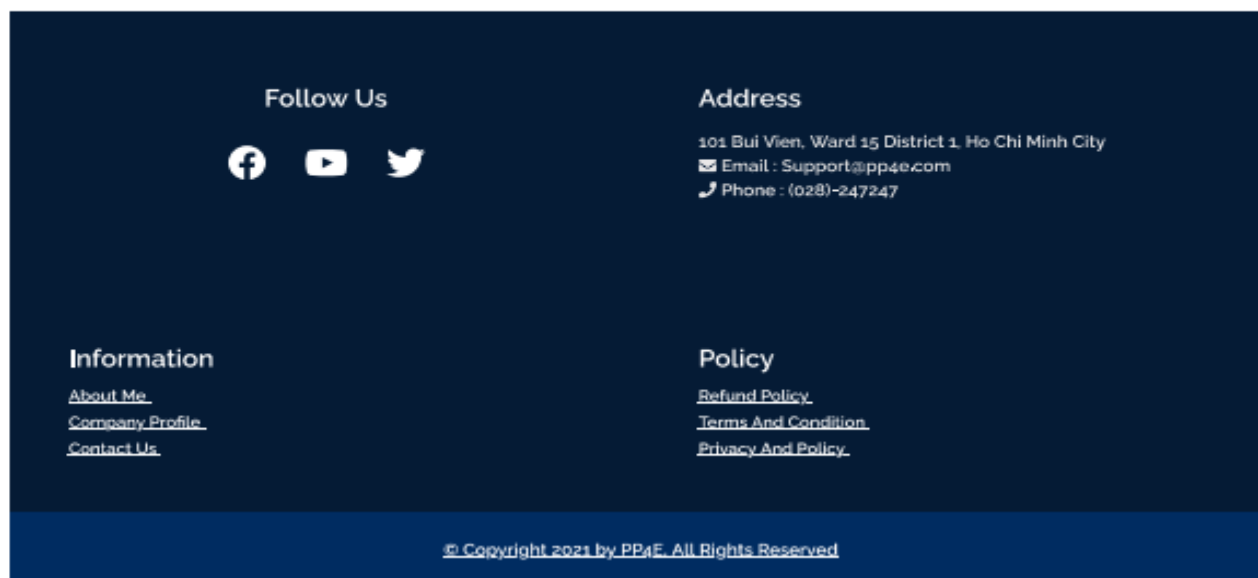 Follow Us
Address
101 Bui Vien, Ward 15 District 1, Ho Chi Minh City
Email : Support@pp4e.com
Phone : (028)-247247
Information
About Me
Company Profile
Contact Us
Policy
Refund Policy
Terms And Condition
Privacy And Policy
© Copyright 2021 by PP4E. All Rights Reserved